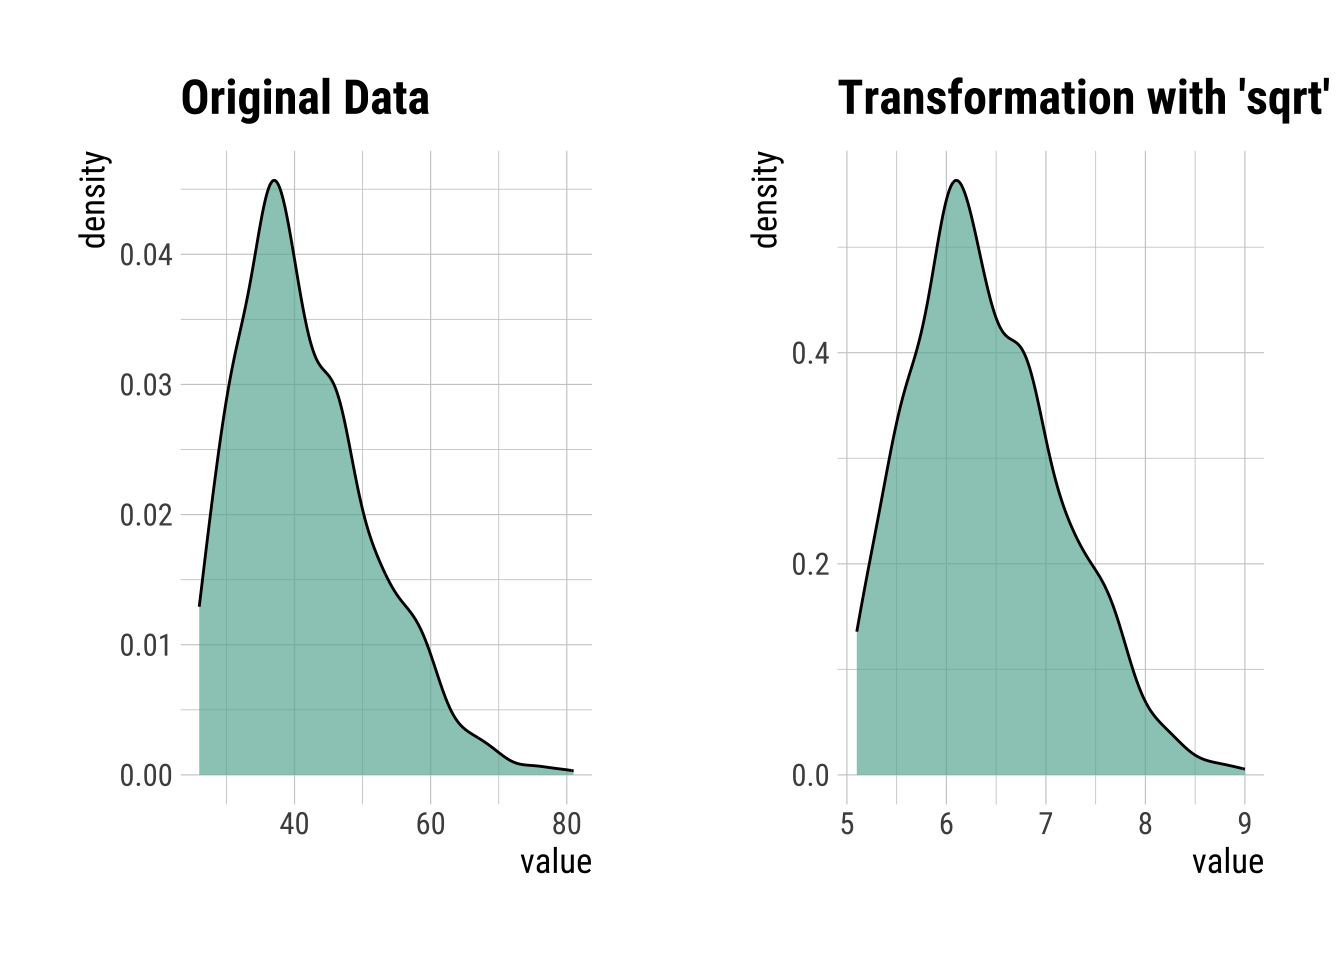 Original Data
density
0.04
0.03
0.02
0.01
0.00
40 60 80
value
Transformation with 'sqrt'
density
0.4
0.2
0.0
5 6 7 8 9
value